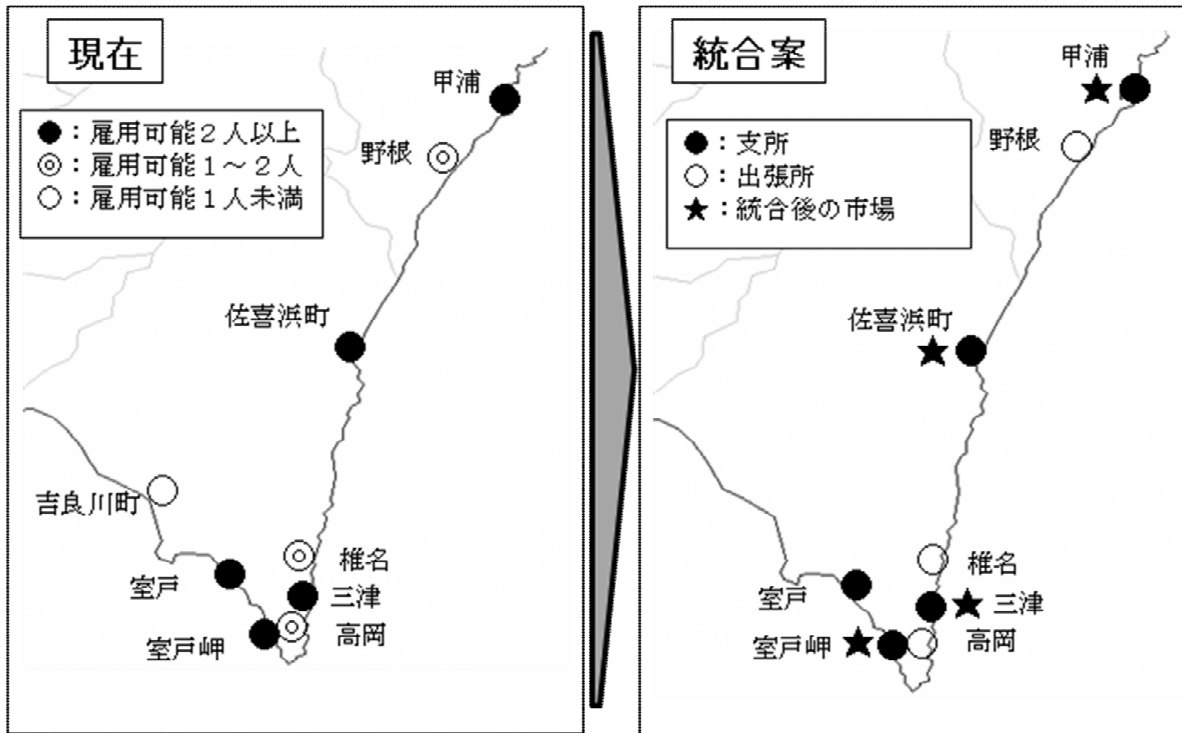 現在
●：雇用可能２人以上
◎：雇用可能１～２人
○：雇用可能１人未満
甲浦
野根
佐喜浜町
吉良川町
椎名
室戸
三津
高岡
室戸岬
統合案
●：支所
○：出張所
★：統合後の市場
甲浦
野根
佐喜浜町
椎名
室戸
三津
室戸岬
高岡